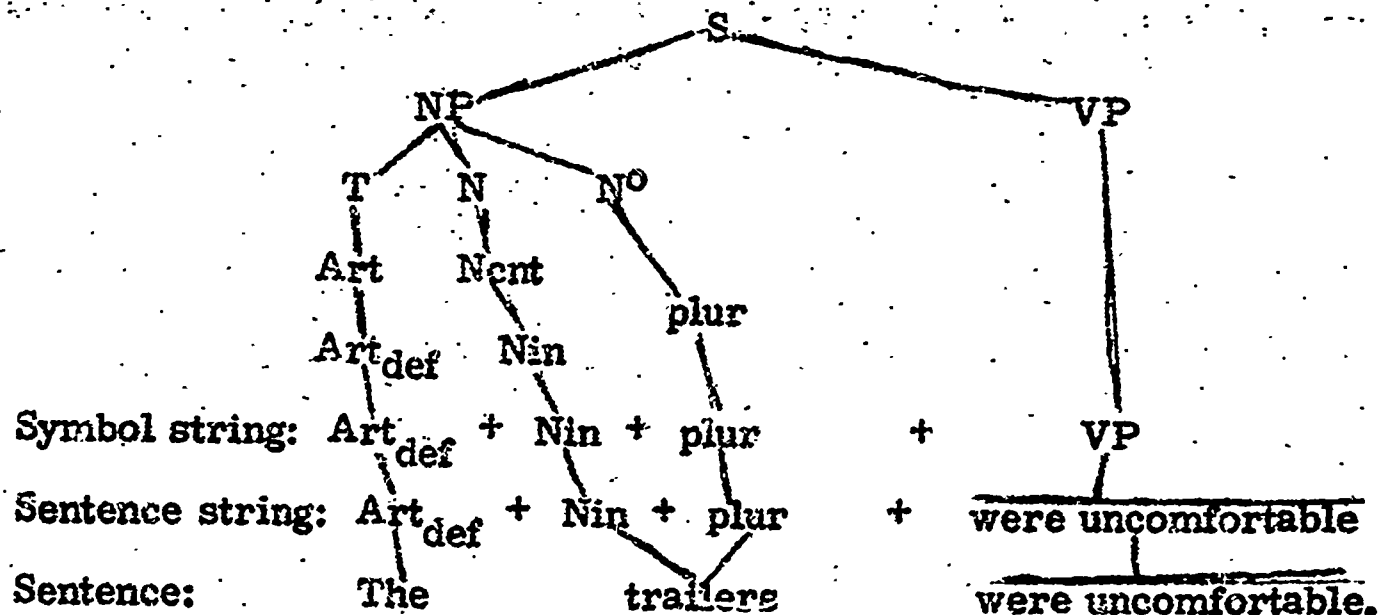 S
NP VP
T N N°
Art Ncnt
plur
Art def Nin
Symbol string: Art def + Nin + plur + VP
Sentence string: Art def + Nin + plur + were uncomfortable
Sentence: The trailers were uncomfortable.